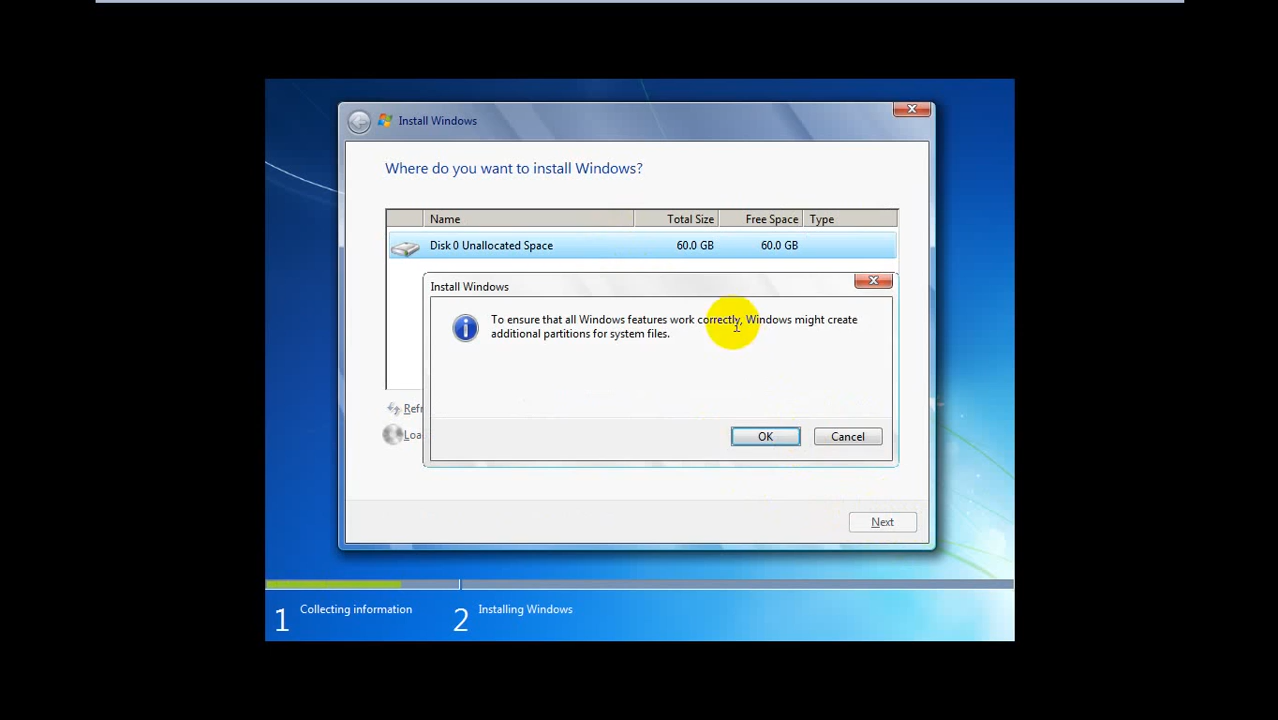 Install Windows
Where do you want to install Windows?
Name Total Size Free Space Type
Disk 0 Unallocated Space 60.0 GB 60.0 GB
Install Windows
To ensure that all Windows features work correctly, Windows might create
additional partitions for system files.
Refr
Loa
OK Cancel
Next
1 Collecting information 2 Installing Windows